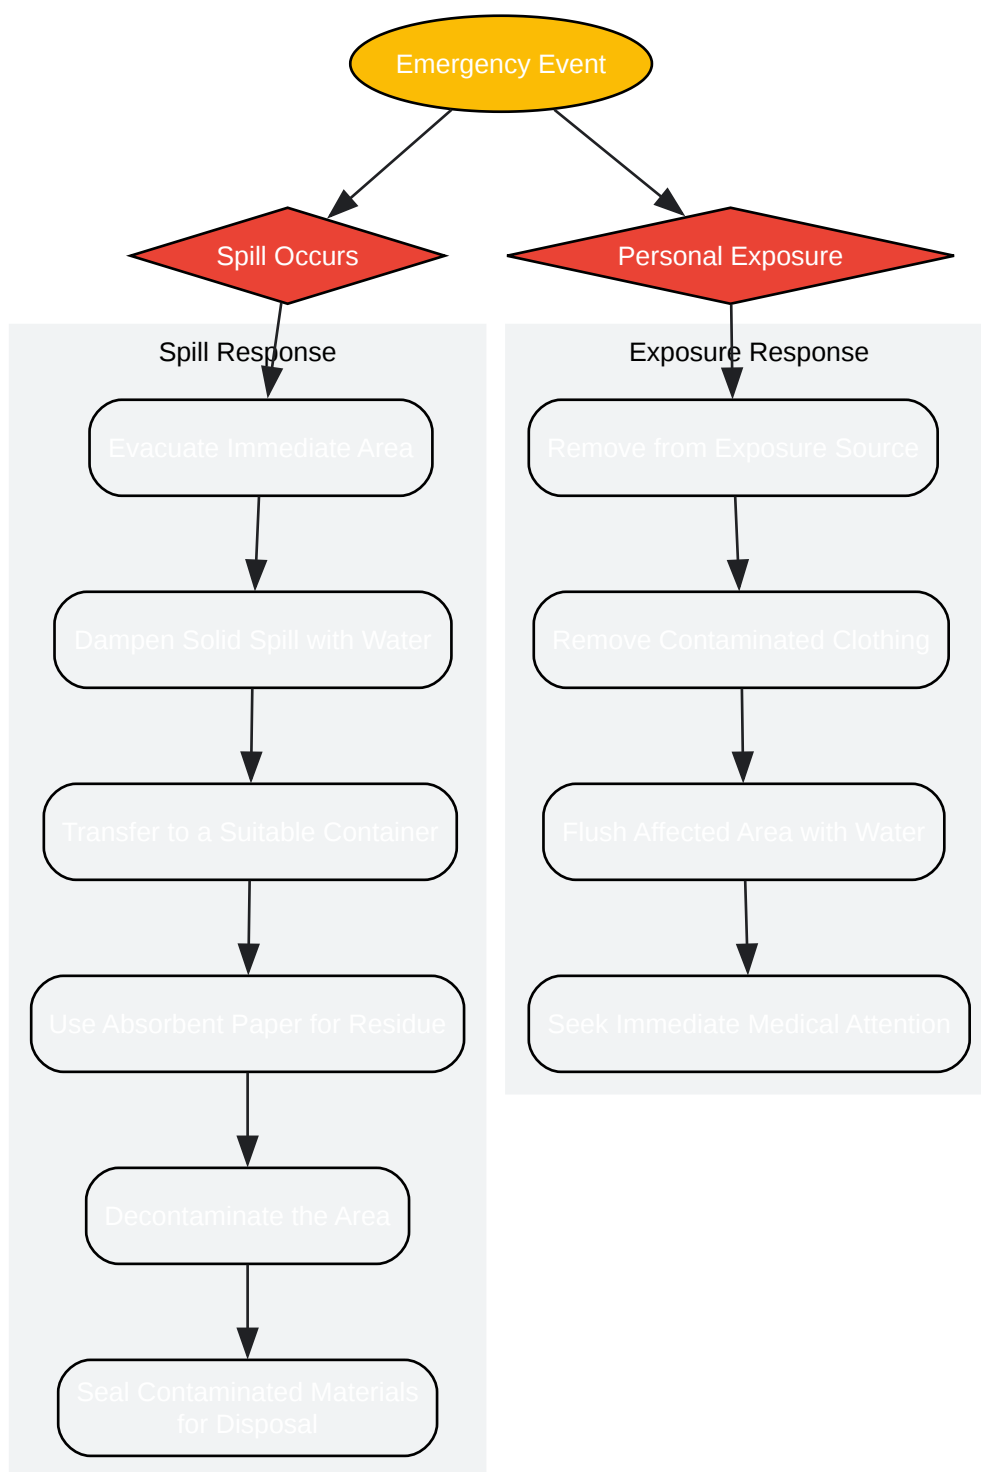 Emergency Event
Spill Occurs
Personal Exposure
Spill Response
Evacuate Immediate Area
Dampen Solid Spill with Water
Transfer to a Suitable Container
Use Absorbent Paper for Residue
Decontaminate the Area
Seal Contaminated Materials
for Disposal
Exposure Response
Remove from Exposure Source
Remove Contaminated Clothing
Flush Affected Area with Water
Seek Immediate Medical Attention